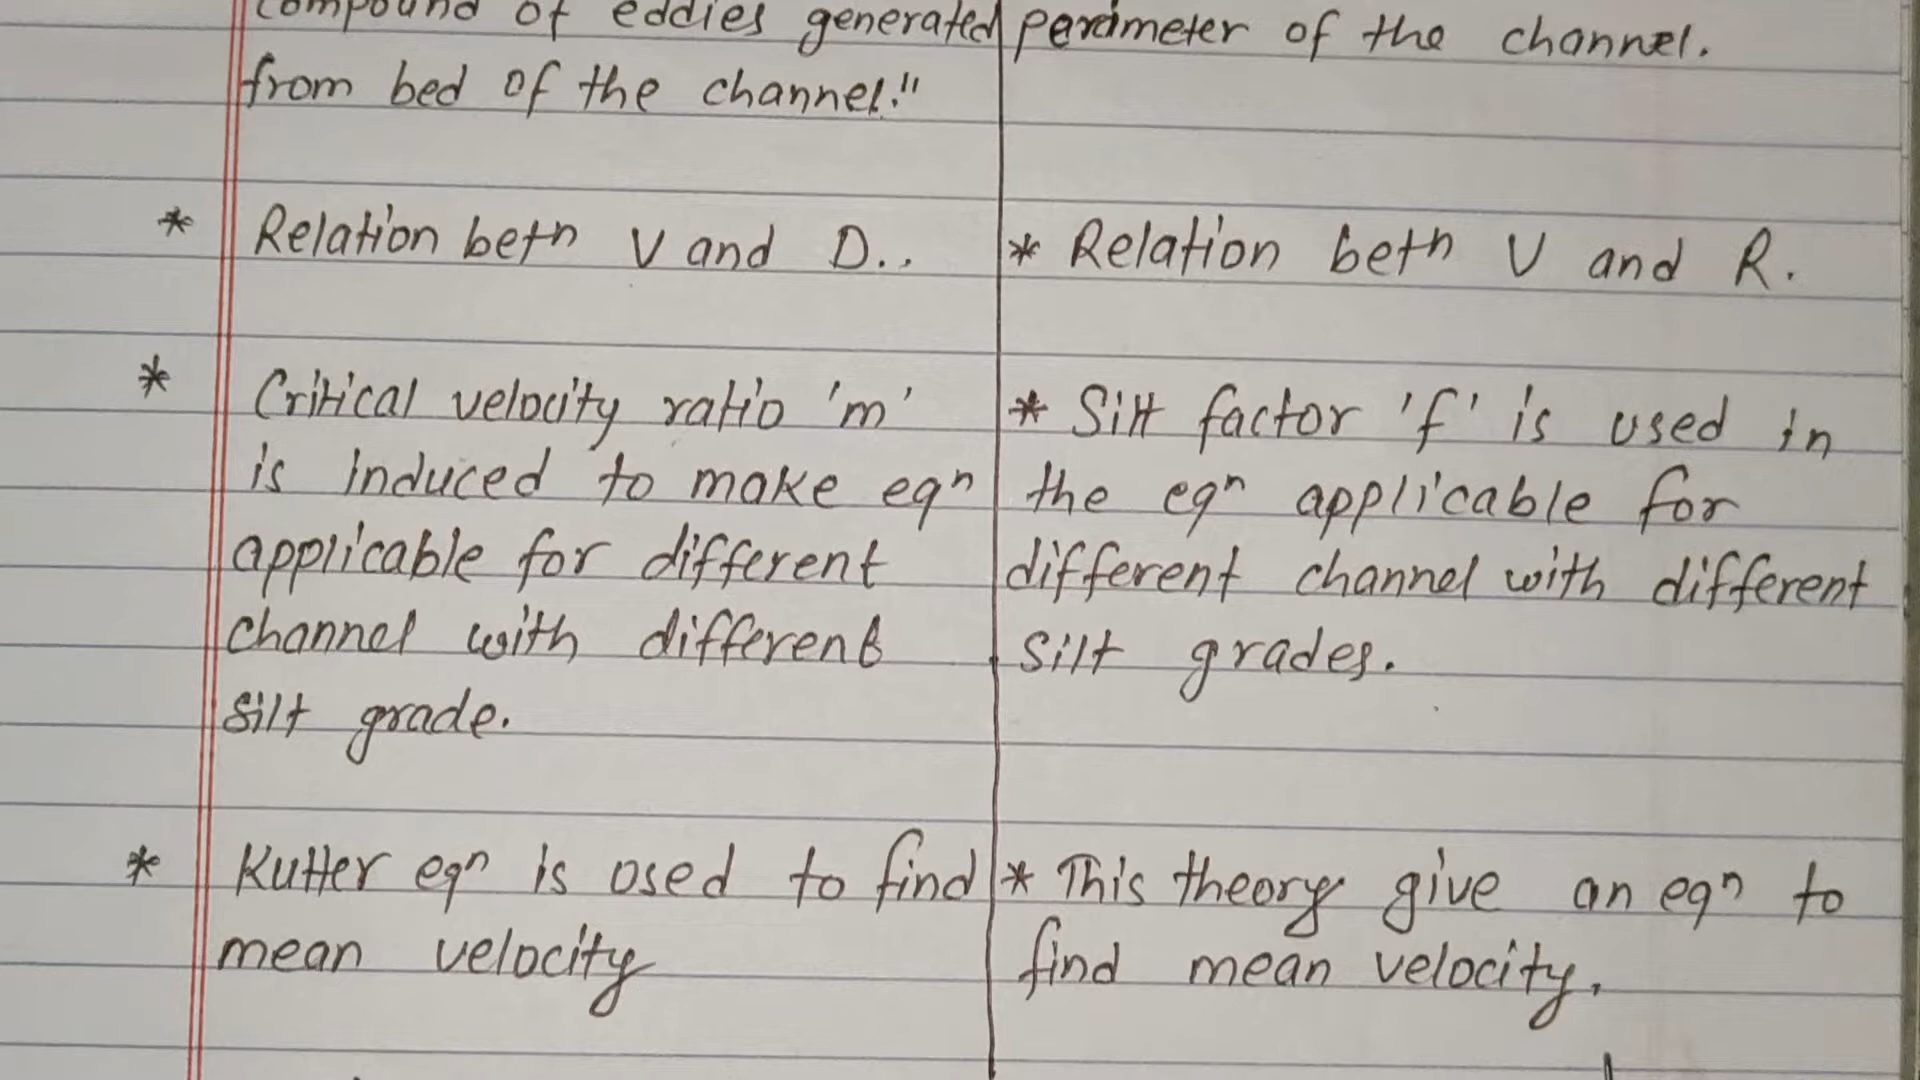 compound of eddies generated
from bed of the channel."
* Relation betn V and D..
* Critical velocity ratio 'm'
is induced to make eqn
applicable for different
channel with different
silt grade.
* Kutter eqn is used to find
mean velocity
perimeter of the channel.
* Relation betn V and R.
* Silt factor 'f' is used in
the eqn applicable for
different channel with different
silt grades.
* This theory give an eqn to
find mean velocity.